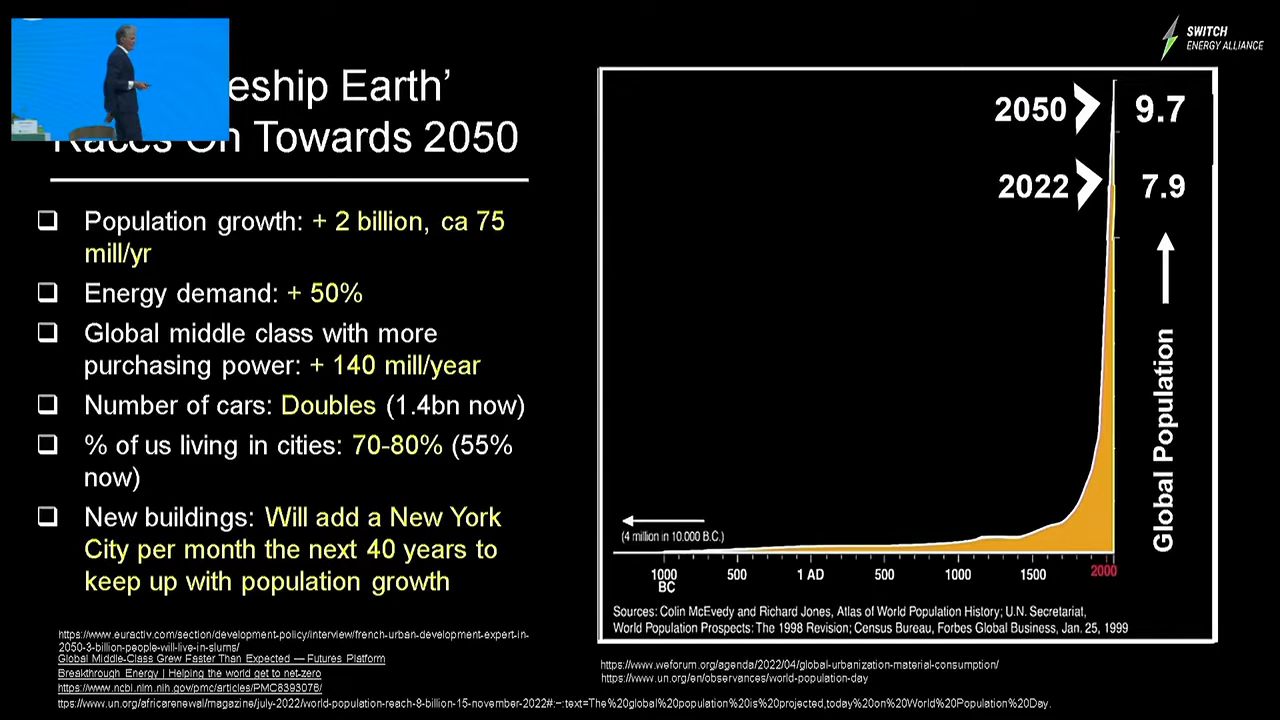 SWITCH
ENERGY ALLIANCE
eship Earth’
Races On Towards 2050
❑ Population growth: + 2 billion, ca 75
mill/yr
❑ Energy demand: + 50%
❑ Global middle class with more
purchasing power: + 140 mill/year
❑ Number of cars: Doubles (1.4bn now)
❑ % of us living in cities: 70-80% (55%
now)
❑ New buildings: Will add a New York
City per month the next 40 years to
keep up with population growth
https://www.euractiv.com/section/development-policy/interview/french-urban-development-expert-in-
2050-3-billion-people-will-live-in-slums/
Global Middle-Class Grew Faster Than Expected — Futures Platform
Breakthrough Energy | Helping the world get to net-zero
https://www.ncbi.nlm.nih.gov/pmc/articles/PMC8393076/
2050 9.7
2022 7.9
Global Population
(4 million in 10.000 B.C.)
1000 500 1 AD 500 1000 1500 2000
BC
Sources: Colin McEvedy and Richard Jones, Atlas of World Population History; U.N. Secretariat,
World Population Prospects: The 1998 Revision; Census Bureau, Forbes Global Business, Jan. 25, 1999
https://www.weforum.org/agenda/2022/04/global-urbanization-material-consumption/
https://www.un.org/en/observances/world-population-day
ttps://www.un.org/africarenewal/magazine/july-2022/world-population-reach-8-billion-15-november-2022#:~:text=The%20global%20population%20is%20projected,today%20on%20World%20Population%20Day.